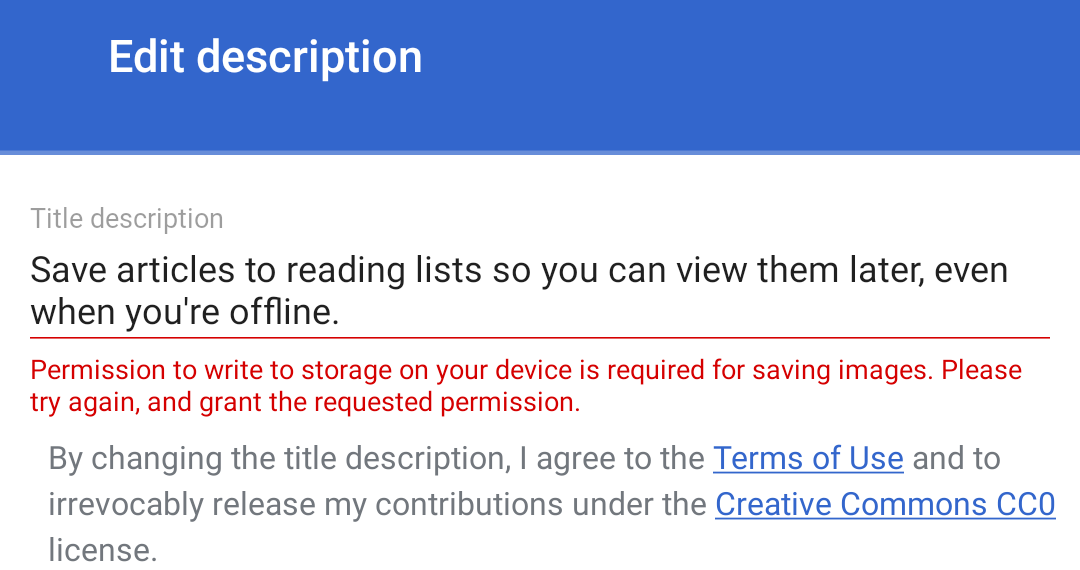 Edit description
Title description
Save articles to reading lists so you can view them later, even
when you're offline.
Permission to write to storage on your device is required for saving images. Please
try again, and grant the requested permission.
By changing the title description, I agree to the Terms of Use and to
irrevocably release my contributions under the Creative Commons CC0
license.